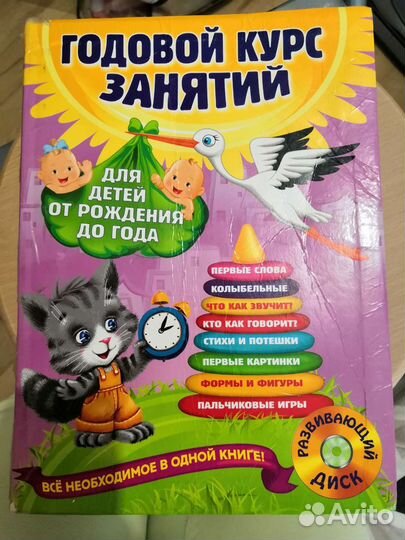 ГОДОВОЙ КУРС
ЗАНЯТИЙ
ДЛЯ
ДЕТЕЙ
ОТ РОЖДЕНИЯ
ДО ГОДА
ПЕРВЫЕ СЛОВА
КОЛЫБЕЛЬНЫЕ
ЧТО КАК ЗВУЧИТ?
КТО КАК ГОВОРИТ?
СТИХИ И ПОТЕШКИ
ПЕРВЫЕ КАРТИНКИ
ФОРМЫ И ФИГУРЫ
ПАЛЬЧИКОВЫЕ ИГРЫ
ВСЁ НЕОБХОДИМОЕ В ОДНОЙ КНИГЕ!
РАЗВИВАЮЩИЙ
ДИСК
Avito